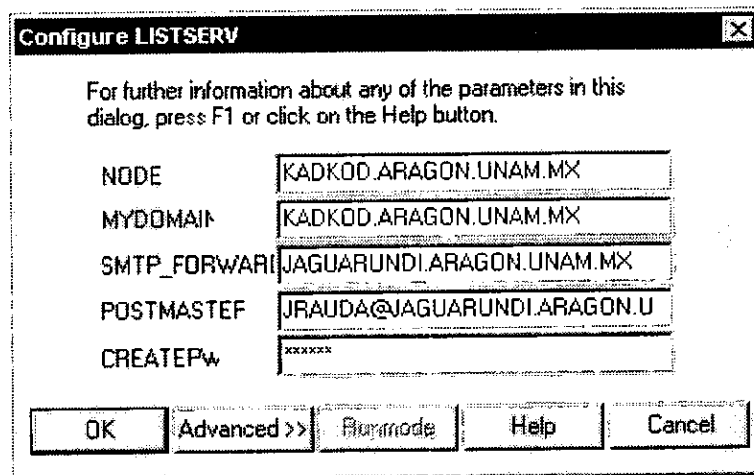 Configure LISTSERV
For further information about any of the parameters in this
dialog, press F1 or click on the Help button.
NODE KADKOD.ARAGON.UNAM.MX
MYDOMAIN KADKOD.ARAGON.UNAM.MX
SMTP_FORWARD JAGUARUNDI.ARAGON.UNAM.MX
POSTMASTEF JRAUDA@JAGUARUNDI.ARAGON.U
CREATEPW xxxxxx
OK Advanced >> Runmode Help Cancel